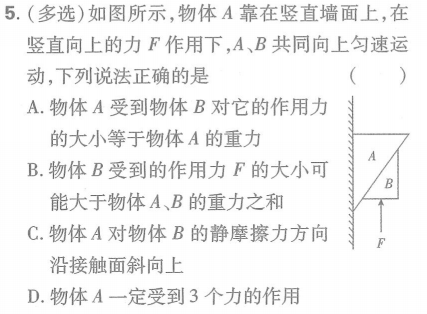 5. (多选)如图所示,物体 A 靠在竖直墙面上,在
竖直向上的力 F 作用下,A、B 共同向上匀速运
动,下列说法正确的是 ( )
A. 物体 A 受到物体 B 对它的作用力
的大小等于物体 A 的重力
B. 物体 B 受到的作用力 F 的大小可
能大于物体 A、B 的重力之和
C. 物体 A 对物体 B 的静摩擦力方向
沿接触面斜向上
D. 物体 A 一定受到 3 个力的作用
A
B
F